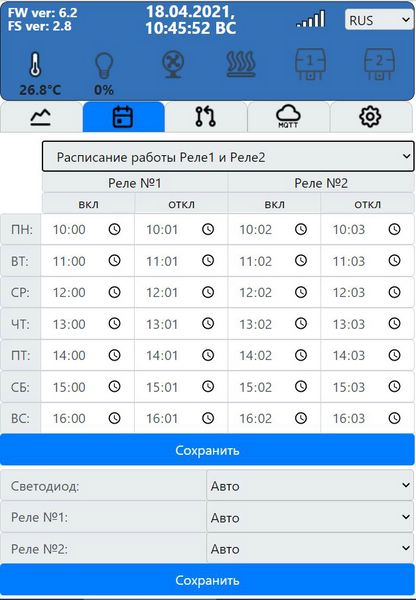 FW ver: 6.2
FS ver: 2.8
18.04.2021,
10:45:52 ВС
RUS
26.8°C
0%
1
2
MQTT
Расписание работы Реле1 и Реле2
Реле №1 Реле №2
вкл откл вкл откл
ПН: 10:00 10:01 10:02 10:03
ВТ: 11:00 11:01 11:02 11:03
СР: 12:00 12:01 12:02 12:03
ЧТ: 13:00 13:01 13:02 13:03
ПТ: 14:00 14:01 14:02 14:03
СБ: 15:00 15:01 15:02 15:03
ВС: 16:00 16:01 16:02 16:03
Сохранить
Светодиод: Авто
Реле №1: Авто
Реле №2: Авто
Сохранить